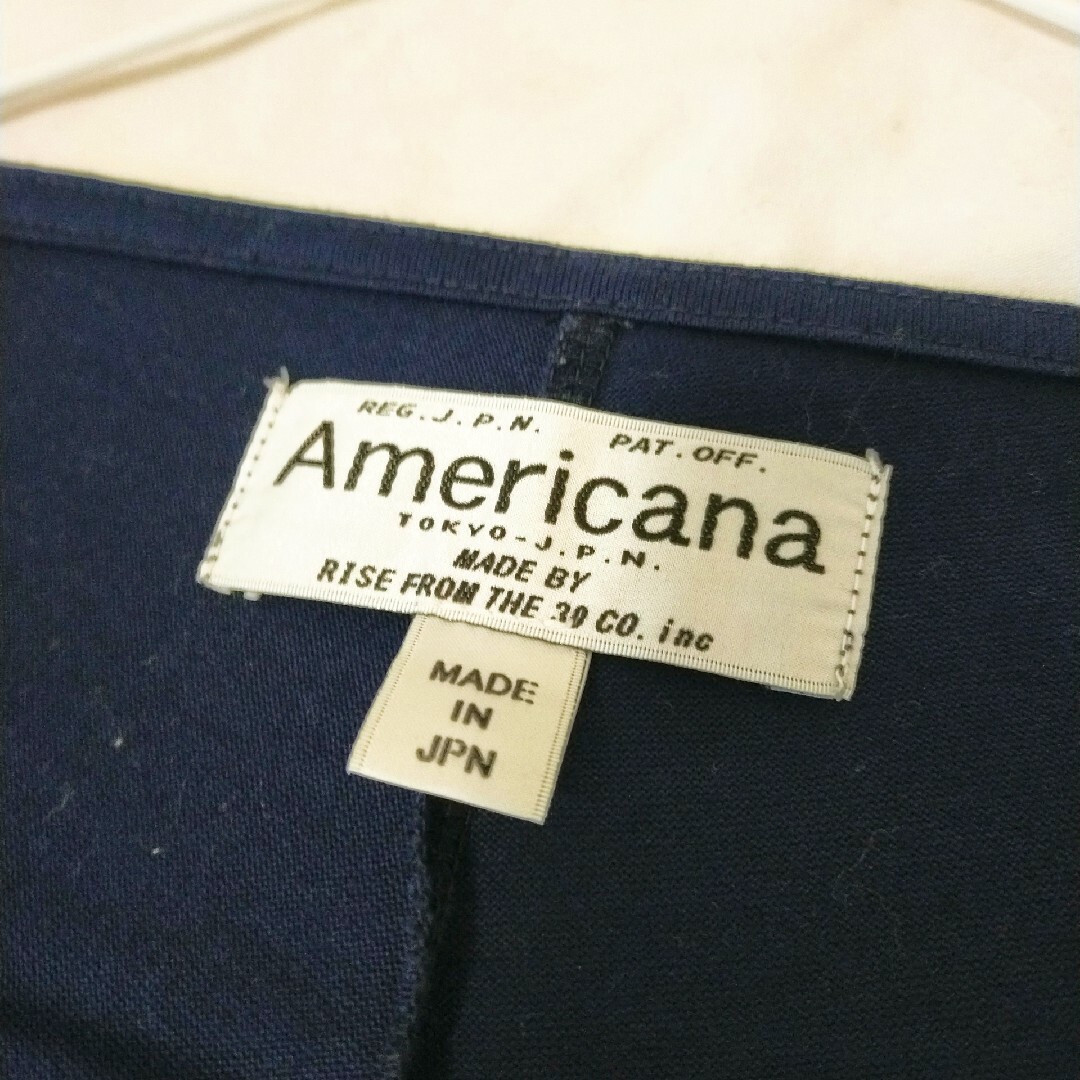 REG.J.P.N. PAT.OFF.
Americana
TOKYO-J.P.N.
MADE BY
RISE FROM THE 39 CO. inc
MADE
IN
JPN